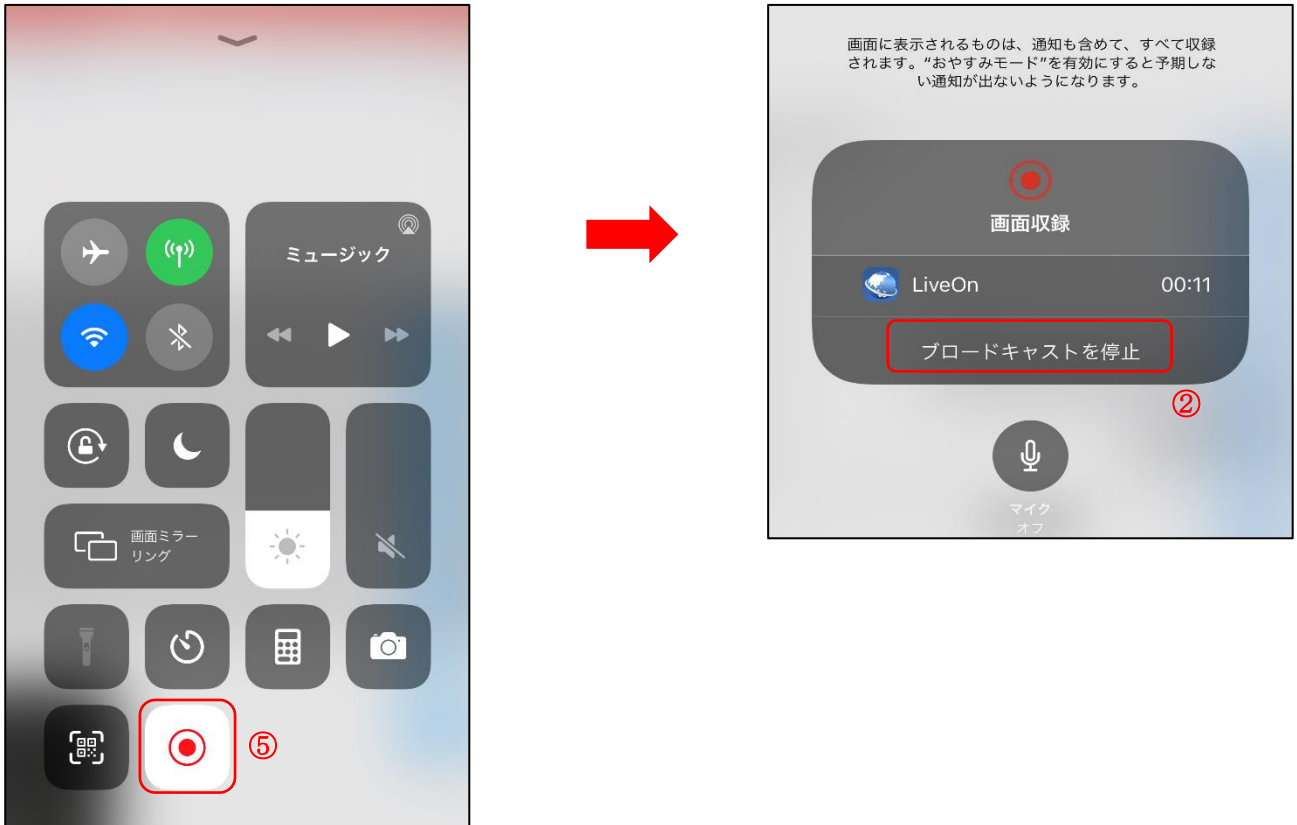 ミュージック
画面ミラー
リング
⑤
画面に表示されるものは、通知も含めて、すべて収録
されます。“おやすみモード”を有効にすると予期しな
い通知が出ないようになります。
画面収録
LiveOn 00:11
ブロードキャストを停止
②
マイク
オフ